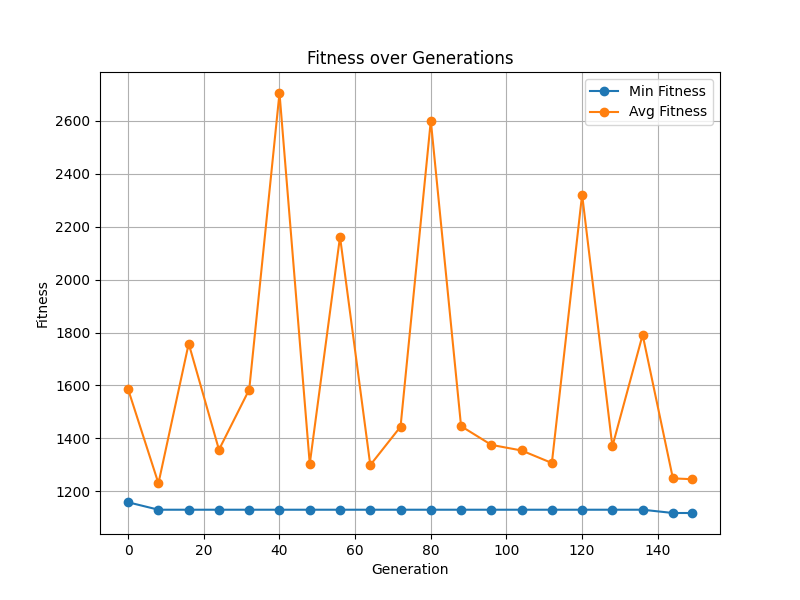 Fitness over Generations
Min Fitness
Avg Fitness
2600
2400
2200
2000
1800
1600
1400
1200
Fitness
0 20 40 60 80 100 120 140
Generation